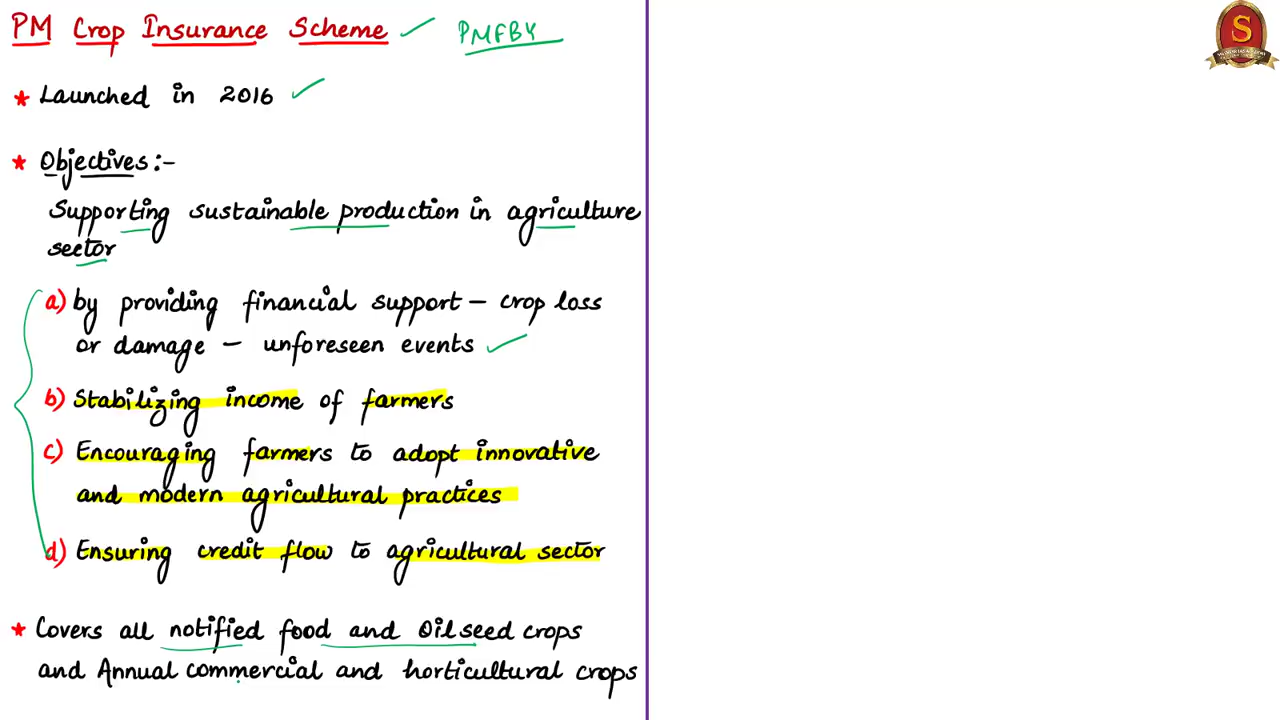 PM Crop Insurance Scheme PMFBY
* Launched in 2016
* Objectives:-
Supporting sustainable production in agriculture
sector
a) by providing financial support - crop loss
or damage - unforeseen events
b) Stabilizing income of farmers
c) Encouraging farmers to adopt innovative
and modern agricultural practices
d) Ensuring credit flow to agricultural sector
* Covers all notified food and Oilseed crops
and Annual commercial and horticultural crops
S